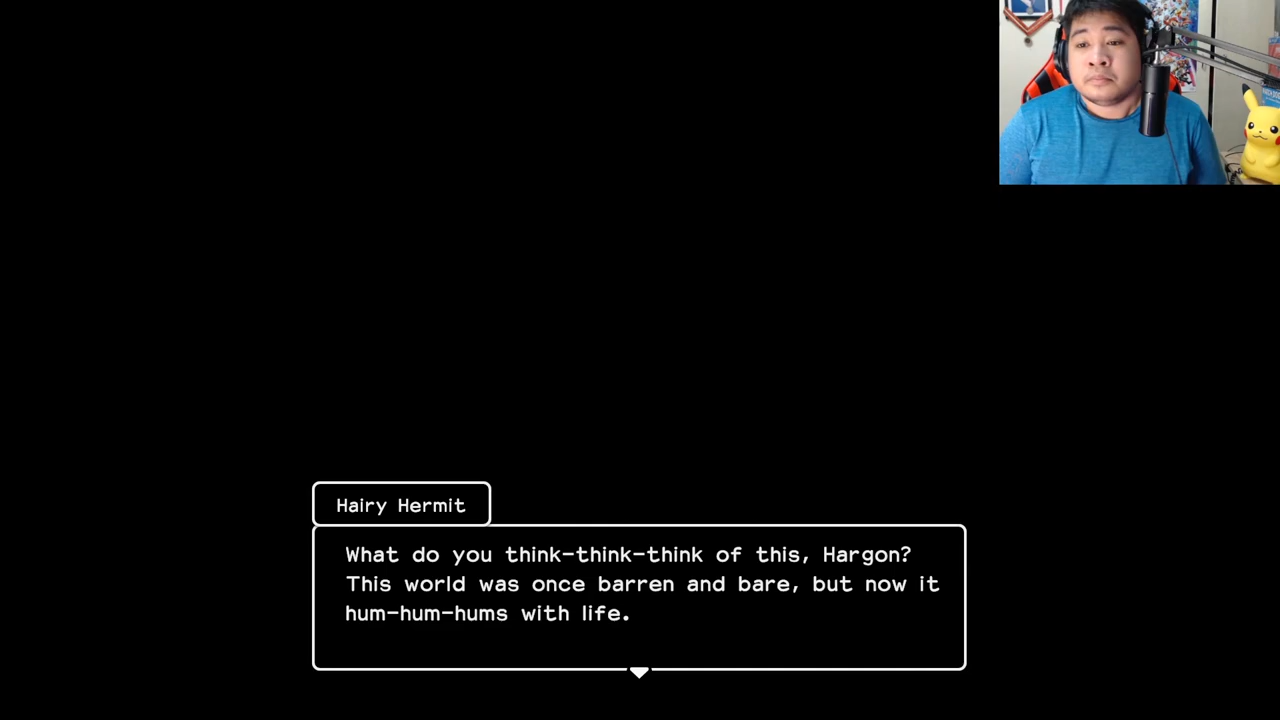 Hairy Hermit
What do you think-think-think of this, Hargon?
This world was once barren and bare, but now it
hum-hum-hums with life.